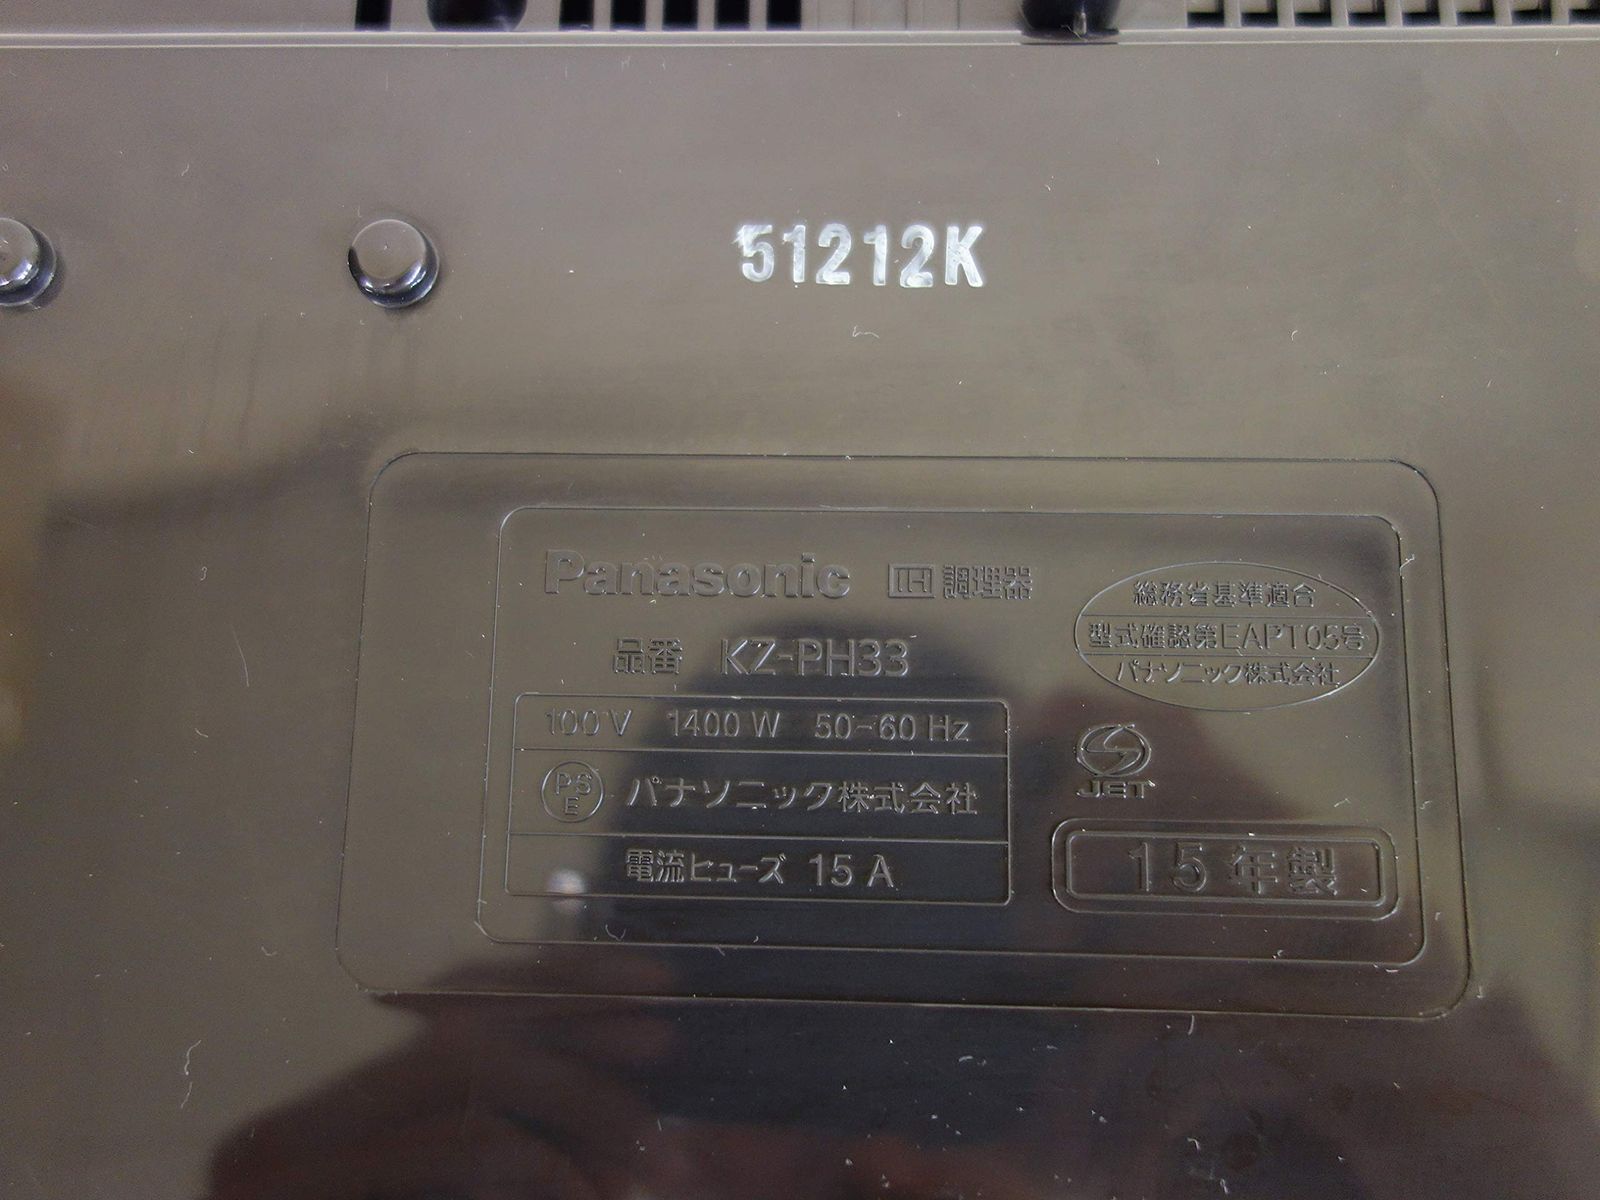 51212K
Panasonic IH 調理器
品番 KZ-PH33
100V 1400W 50-60Hz
PS
E
パナソニック株式会社
電流ヒューズ 15A
総務省基準適合
型式確認第EAPT05号
パナソニック株式会社
JET
15年製